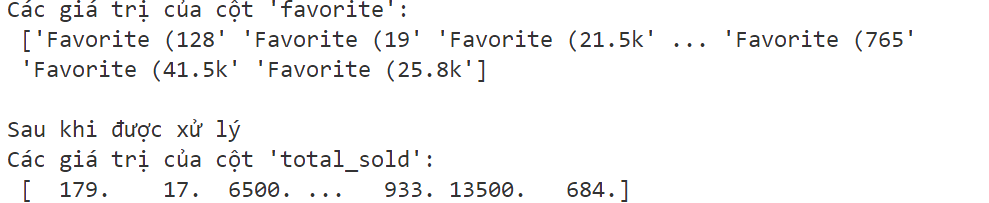 Các giá trị của cột 'favorite':
['Favorite (128' 'Favorite (19' 'Favorite (21.5k' ... 'Favorite (765'
'Favorite (41.5k' 'Favorite (25.8k']
Sau khi được xử lý
Các giá trị của cột 'total_sold':
[  179.    17.  6500. ...   933. 13500.   684.]